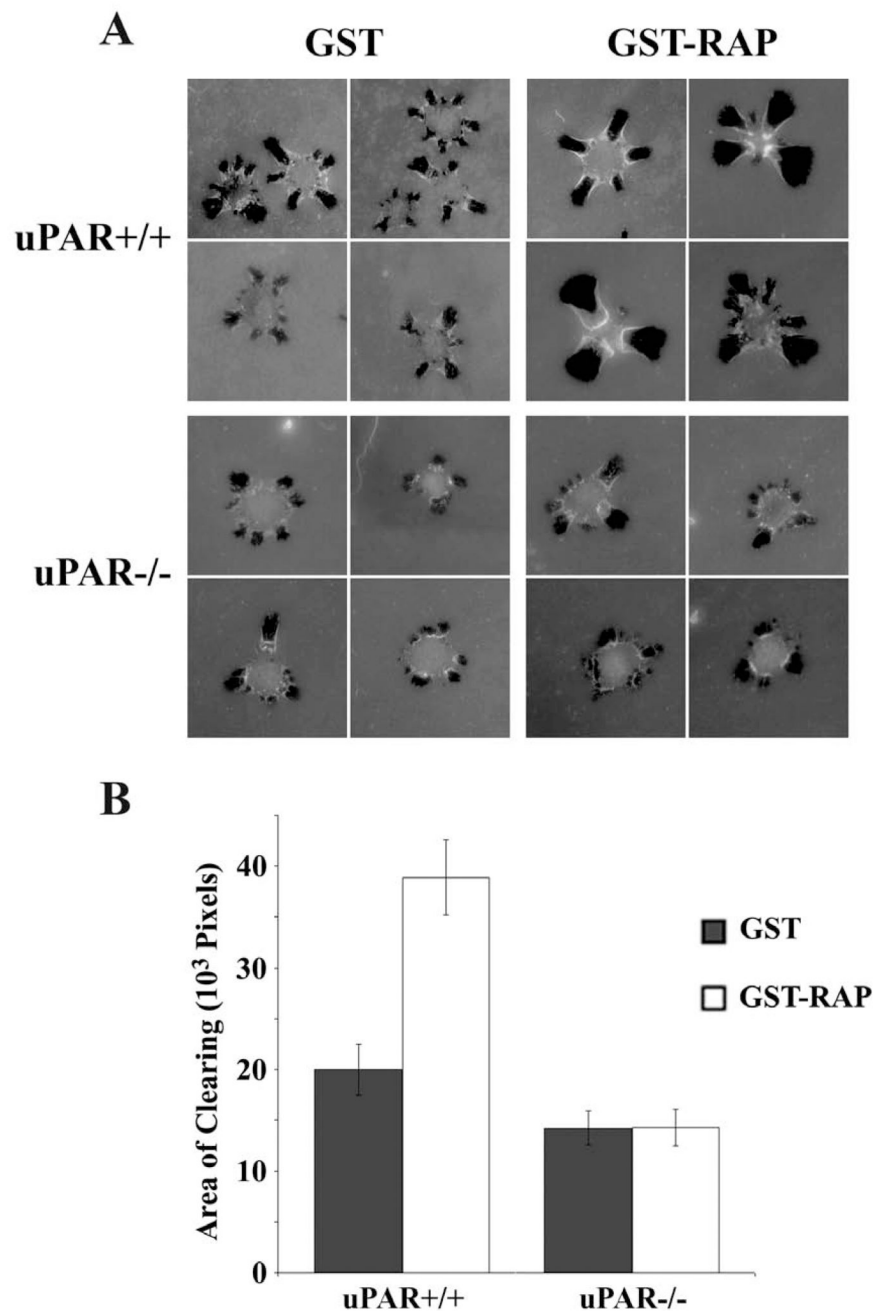 A
GST GST-RAP
uPAR+/+
uPAR-/-
B
Area of Clearing (10³ Pixels)
40
30
20
10
0
GST
GST-RAP
uPAR+/+ uPAR-/-